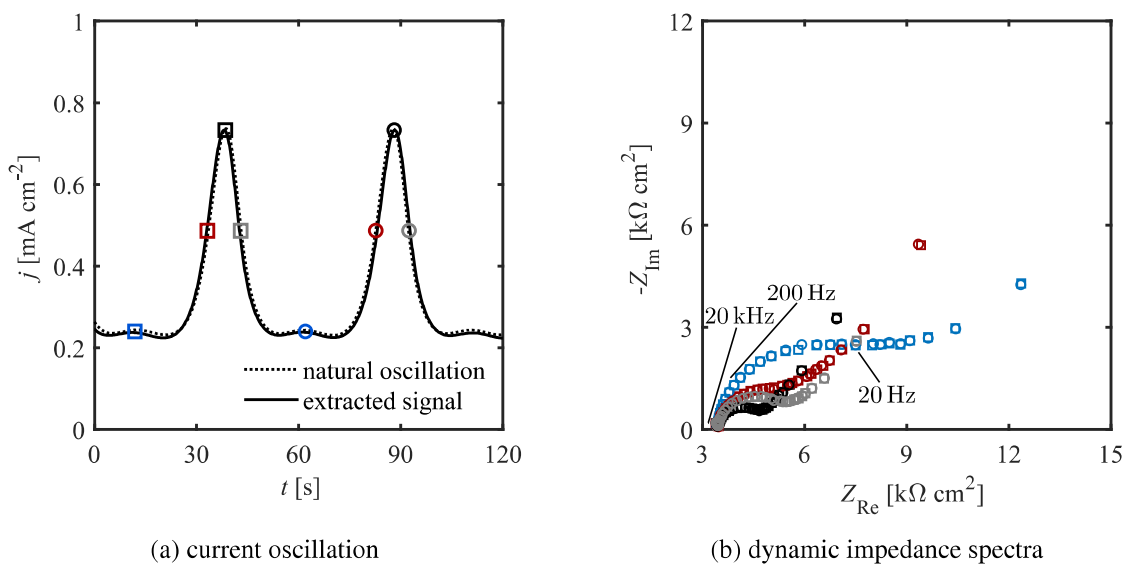 1
0.8
0.6
0.4
0.2
0
j [mA cm⁻²]
natural oscillation
extracted signal
0 30 60 90 120
t [s]
(a) current oscillation
12
9
6
3
0
-Z_Im [kΩ cm²]
200 Hz
20 kHz
20 Hz
3 6 9 12 15
Z_Re [kΩ cm²]
(b) dynamic impedance spectra